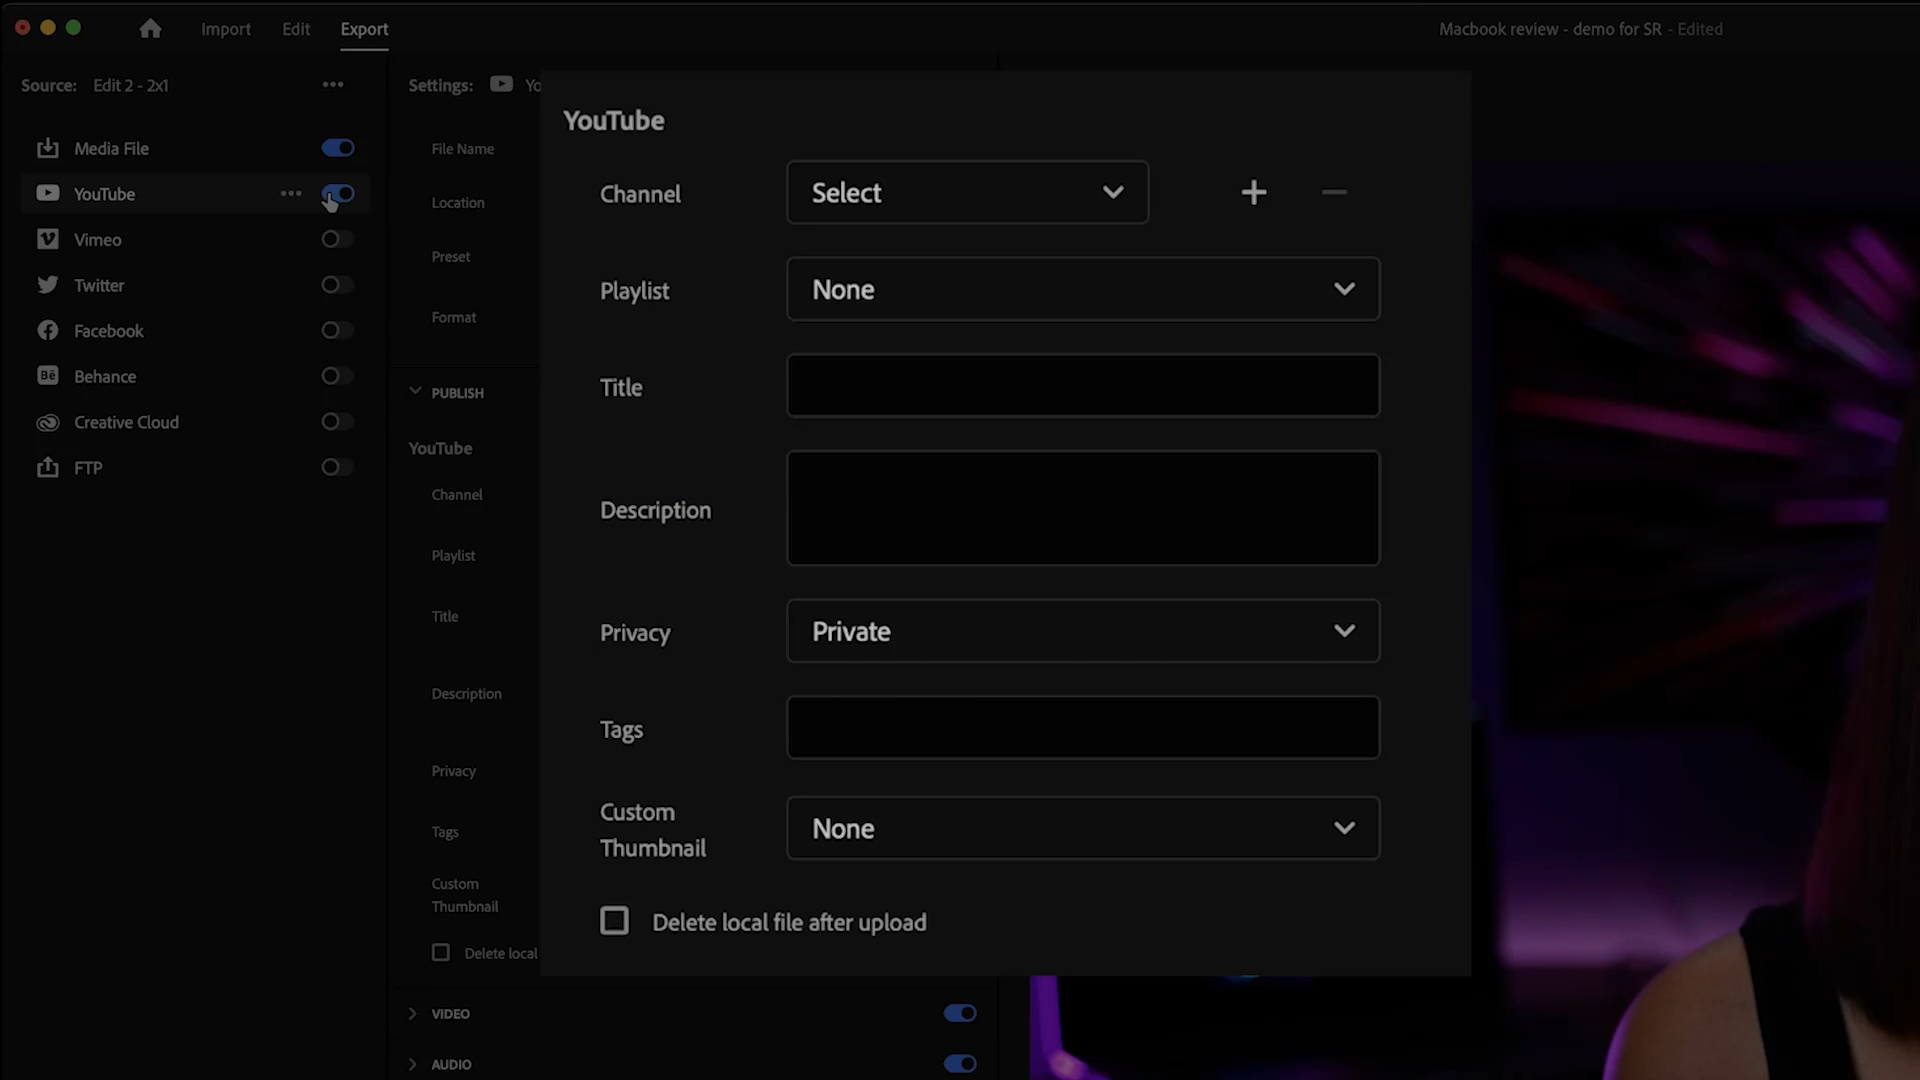 Import Edit Export
Macbook review - demo for SR - Edited
Source: Edit 2 - 2x1
Media File
YouTube
Vimeo
Twitter
Facebook
Behance
Creative Cloud
FTP
Settings: Yo
File Name
Location
Preset
Format
PUBLISH
YouTube
Channel
Playlist
Title
Description
Privacy
Tags
Custom
Thumbnail
Delete local
VIDEO
AUDIO
YouTube
Channel Select
Playlist None
Title
Description
Privacy Private
Tags
Custom
Thumbnail
None
Delete local file after upload